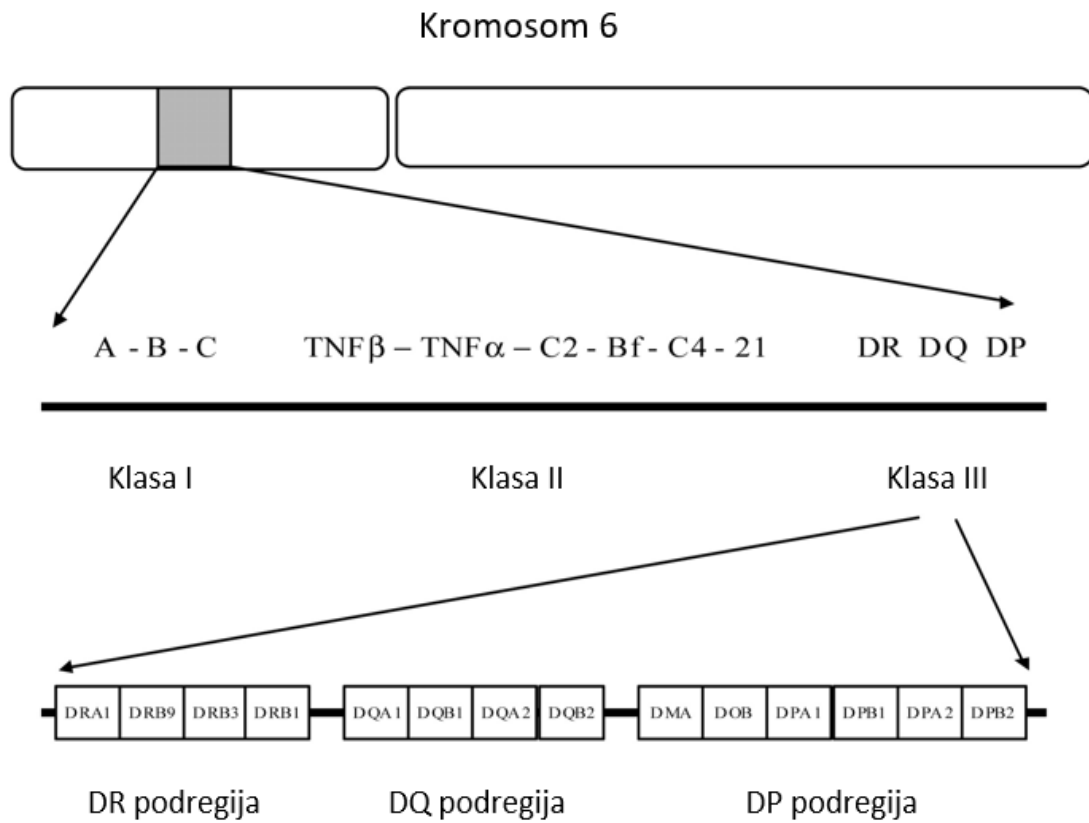 Kromosom 6
A - B - C TNFβ – TNFα – C2 - Bf - C4 - 21 DR DQ DP
Klasa I Klasa II Klasa III
DRA1 DRB9 DRB3 DRB1 DQA1 DQB1 DQA2 DQB2 DMA DOB DPA1 DPB1 DPA2 DPB2
DR podregija DQ podregija DP podregija